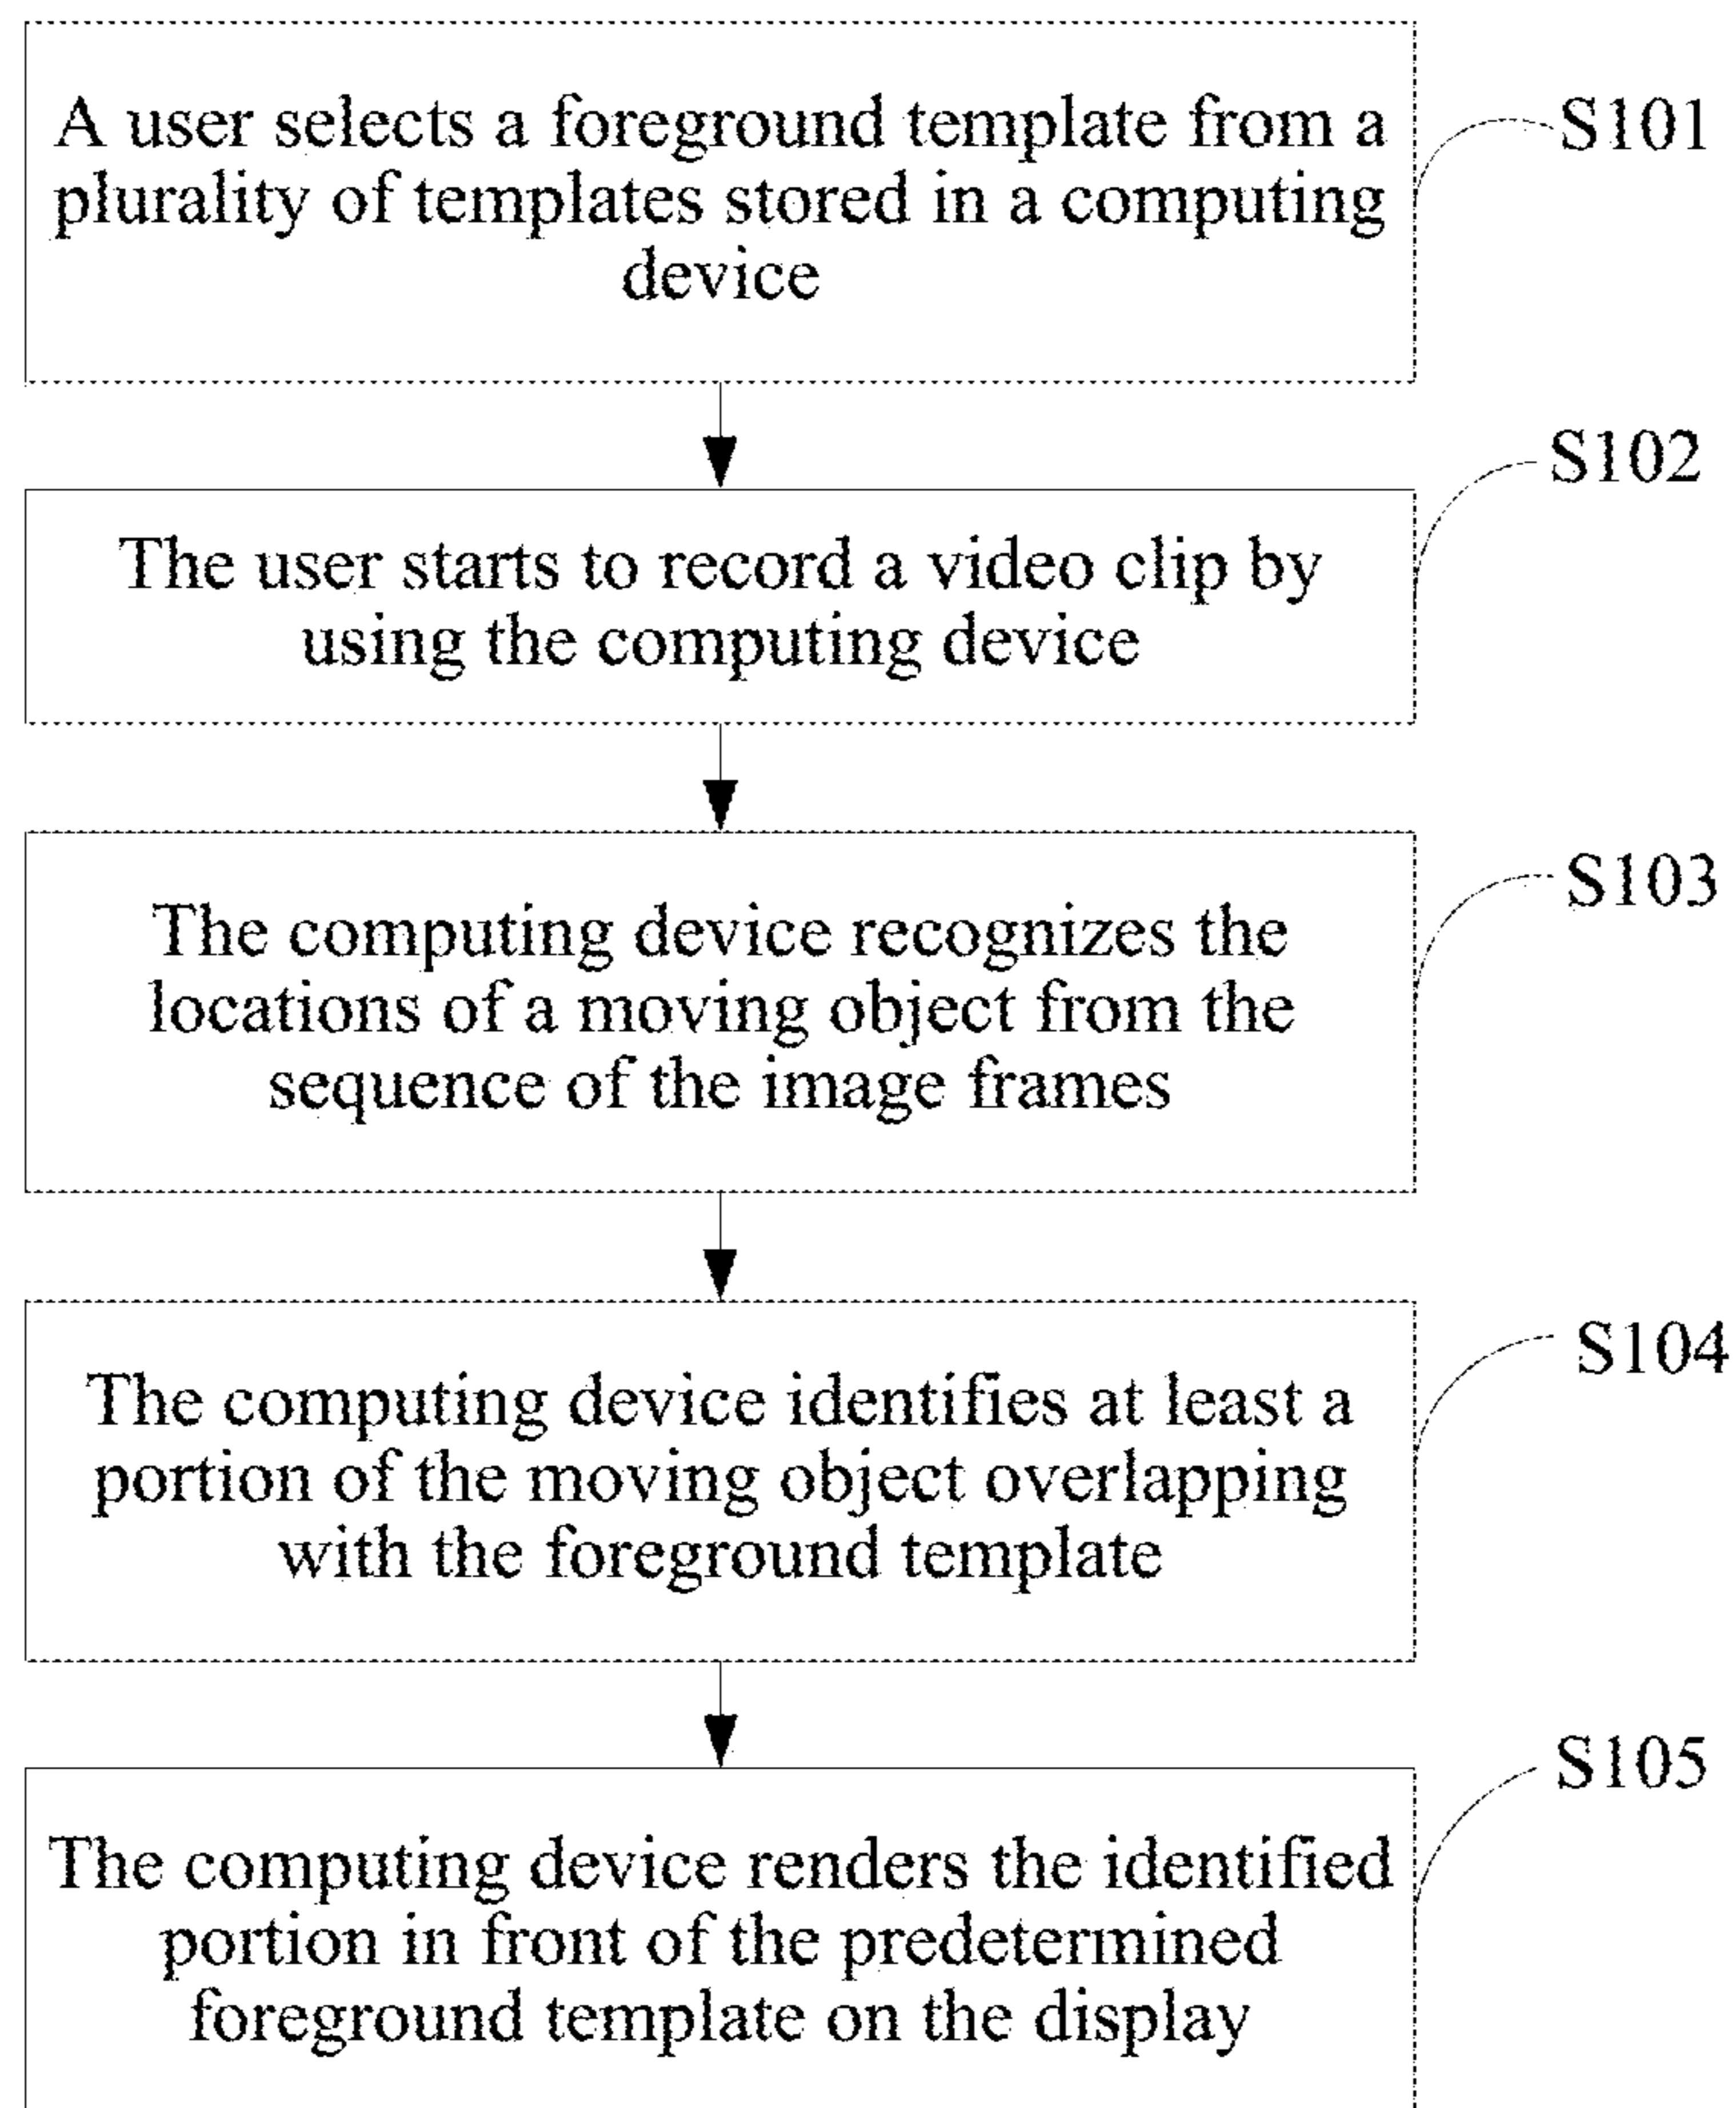 A user selects a foreground template from a
plurality of templates stored in a computing
device
S101
The user starts to record a video clip by
using the computing device
S102
The computing device recognizes the
locations of a moving object from the
sequence of the image frames
S103
The computing device identifies at least a
portion of the moving object overlapping
with the foreground template
S104
The computing device renders the identified
portion in front of the predetermined
foreground template on the display
S105